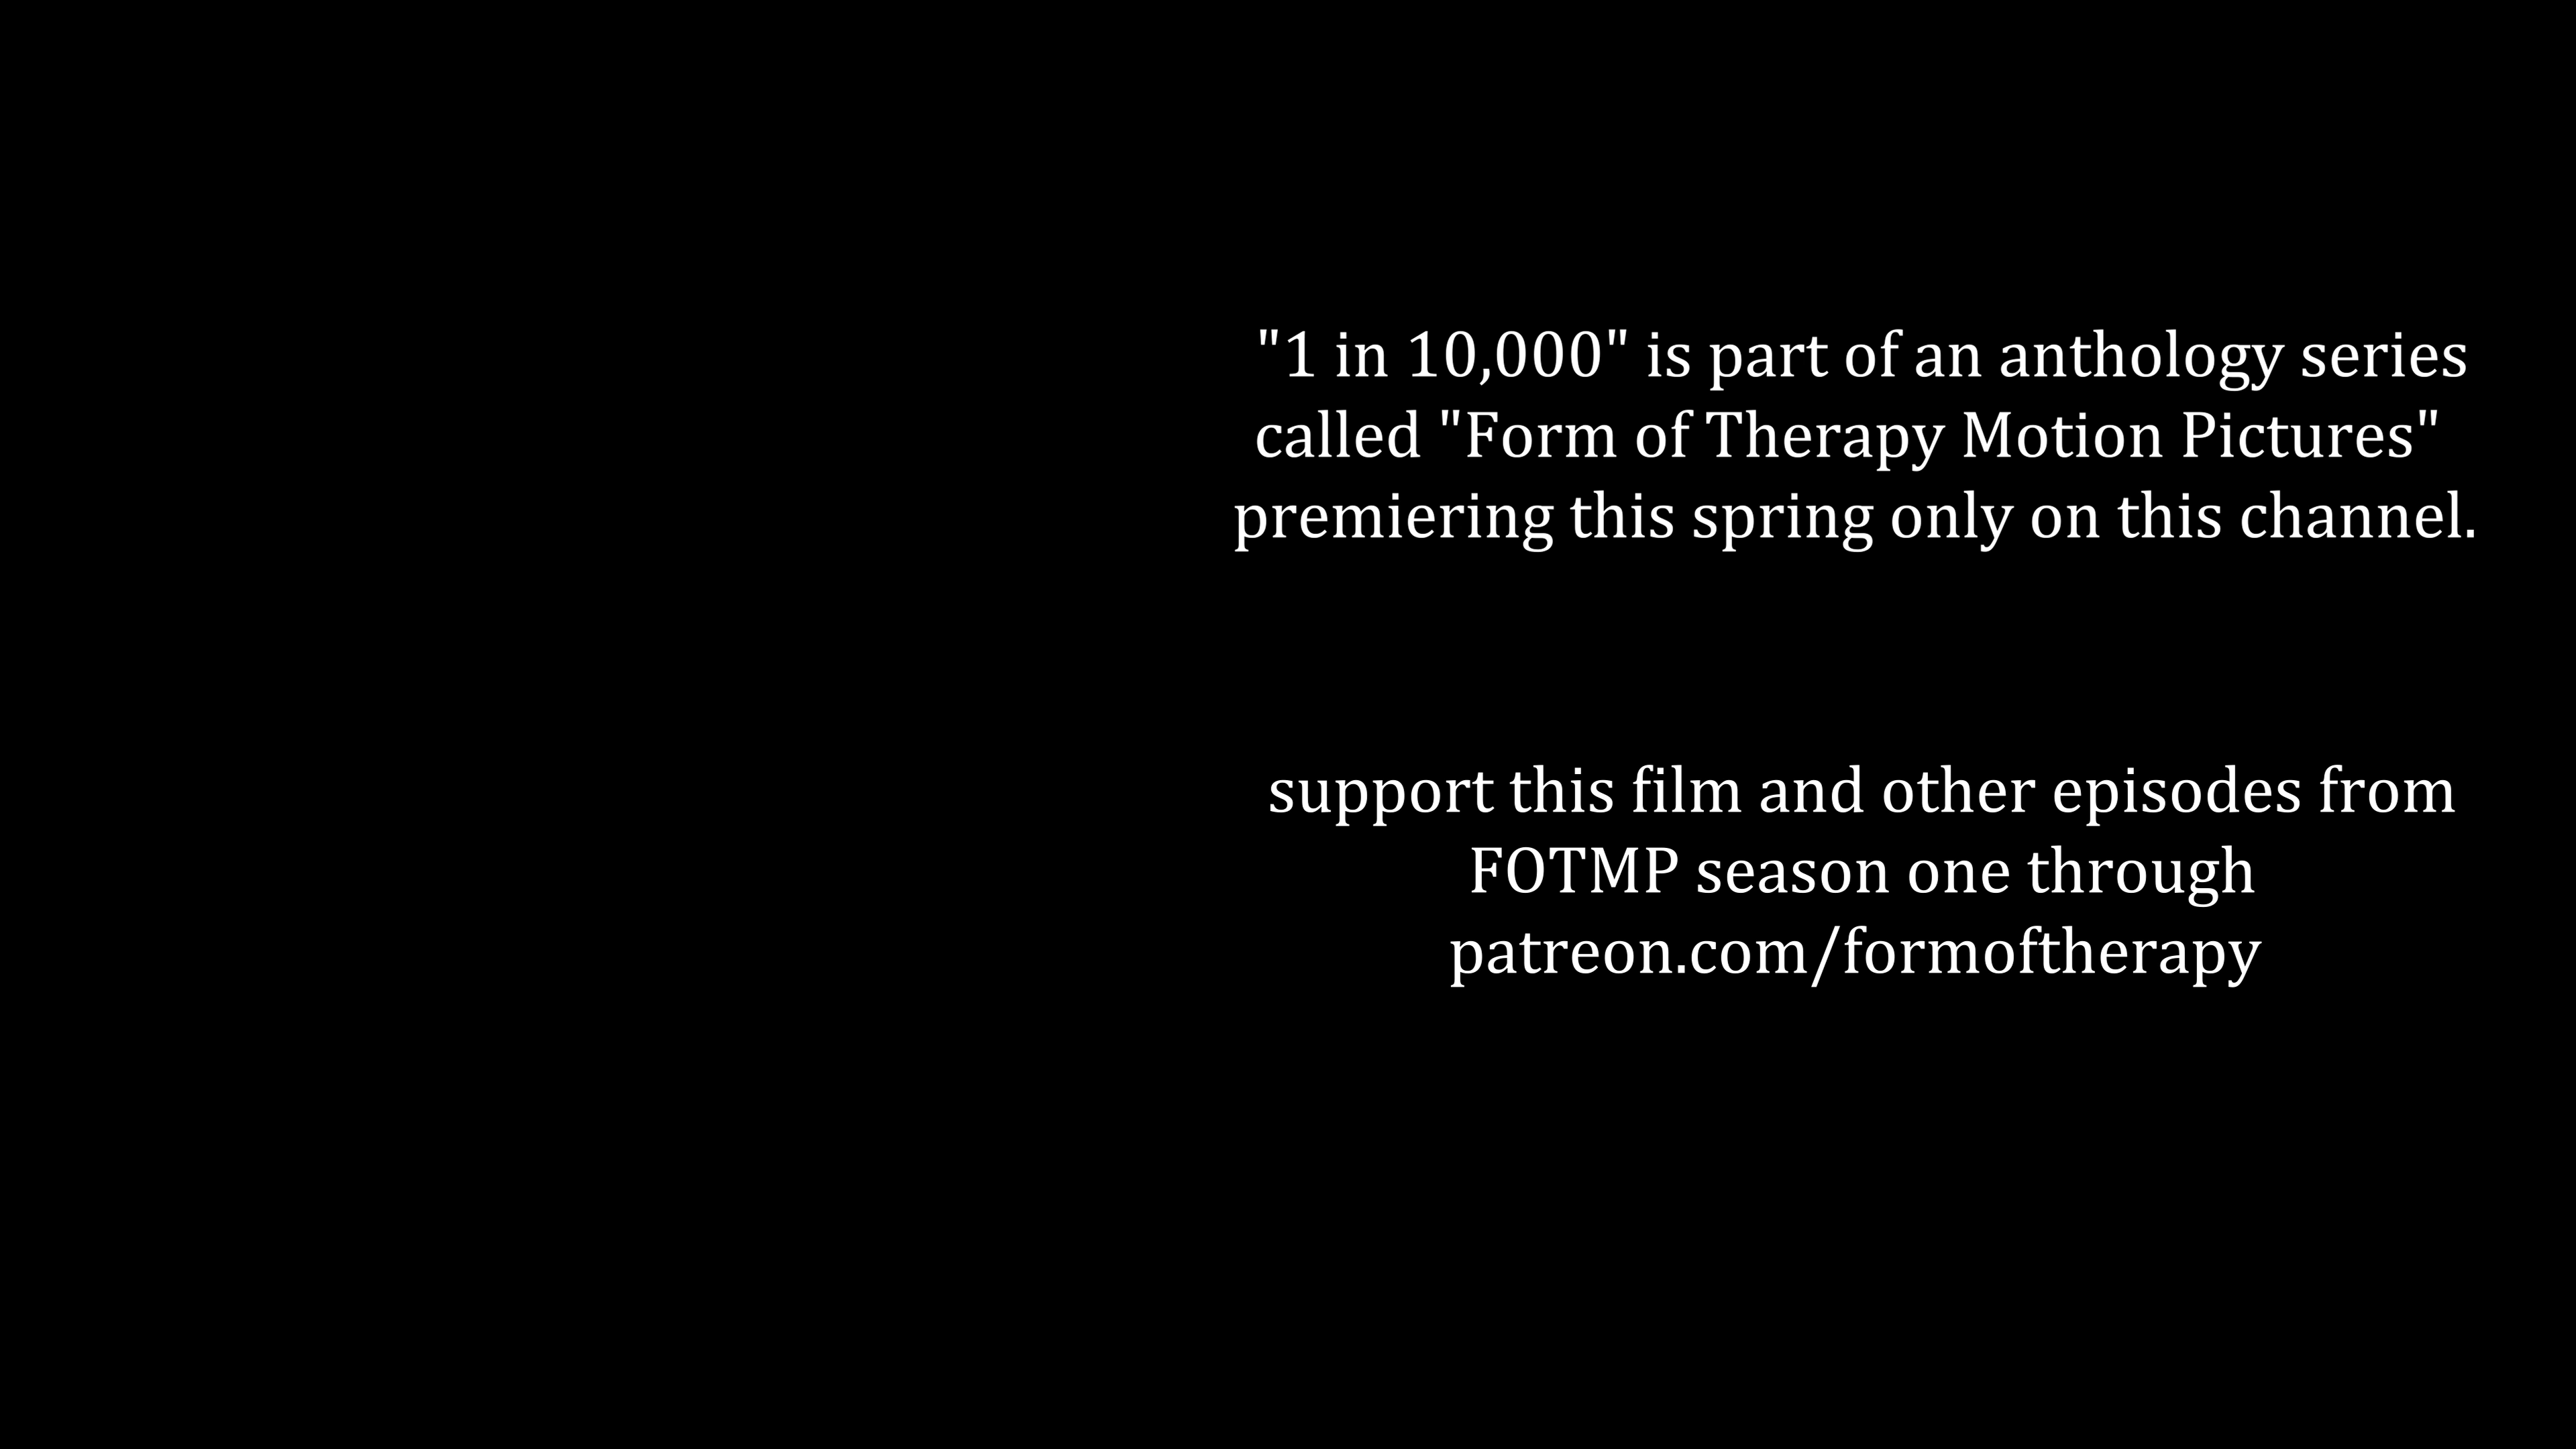 "1 in 10,000" is part of an anthology series
called "Form of Therapy Motion Pictures"
premiering this spring only on this channel.
support this film and other episodes from
FOTMP season one through
patreon.com/formoftherapy